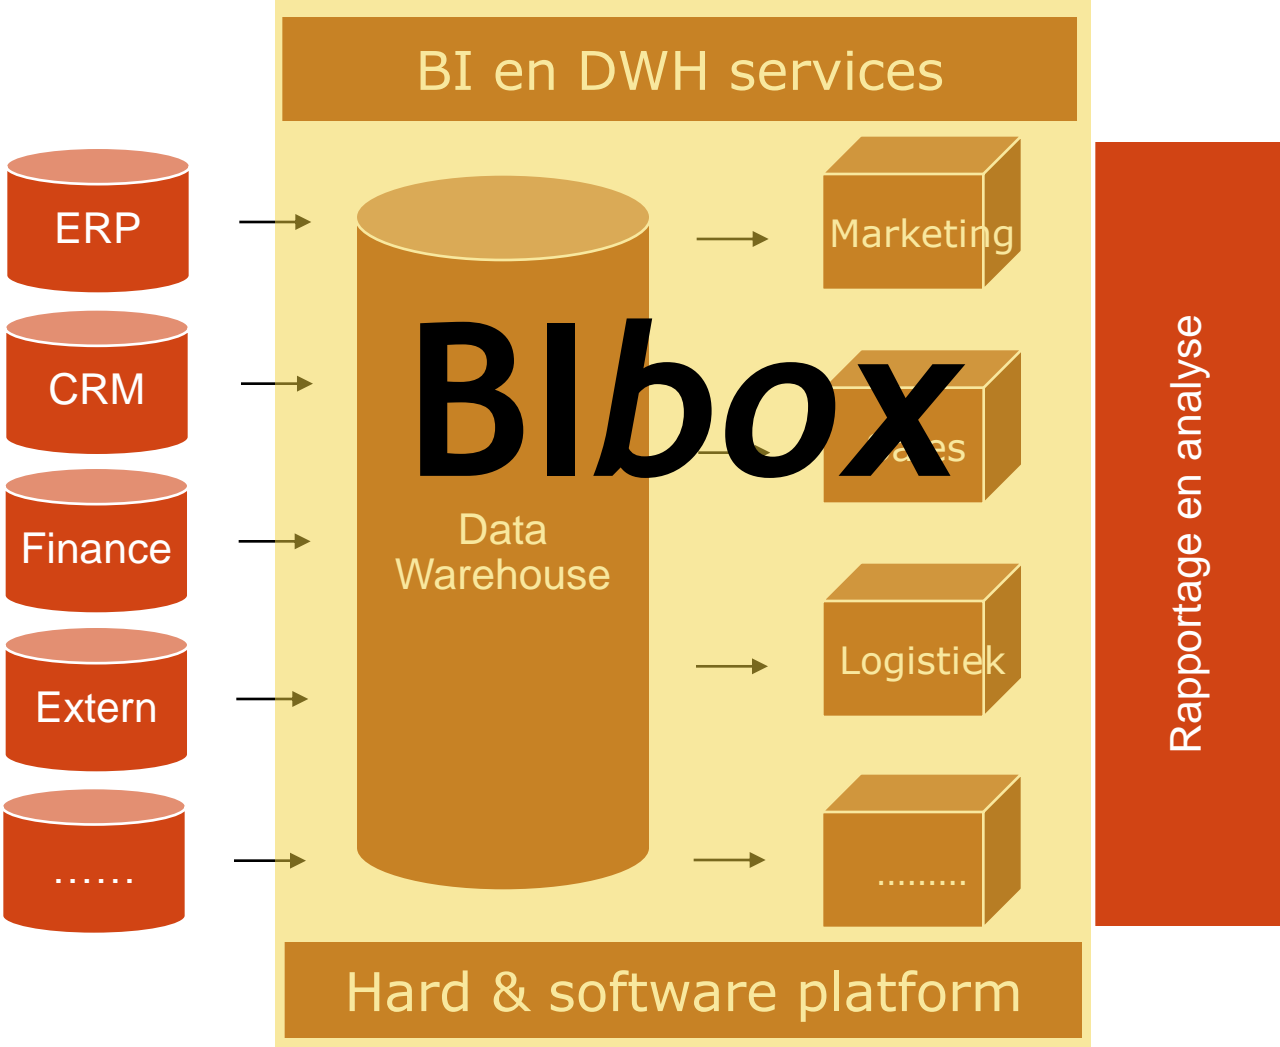 BI en DWH services
ERP
CRM
Finance
Extern
......
BIbox
Data
Warehouse
Marketing
Logistiek
.........
Rapportage en analyse
Hard & software platform